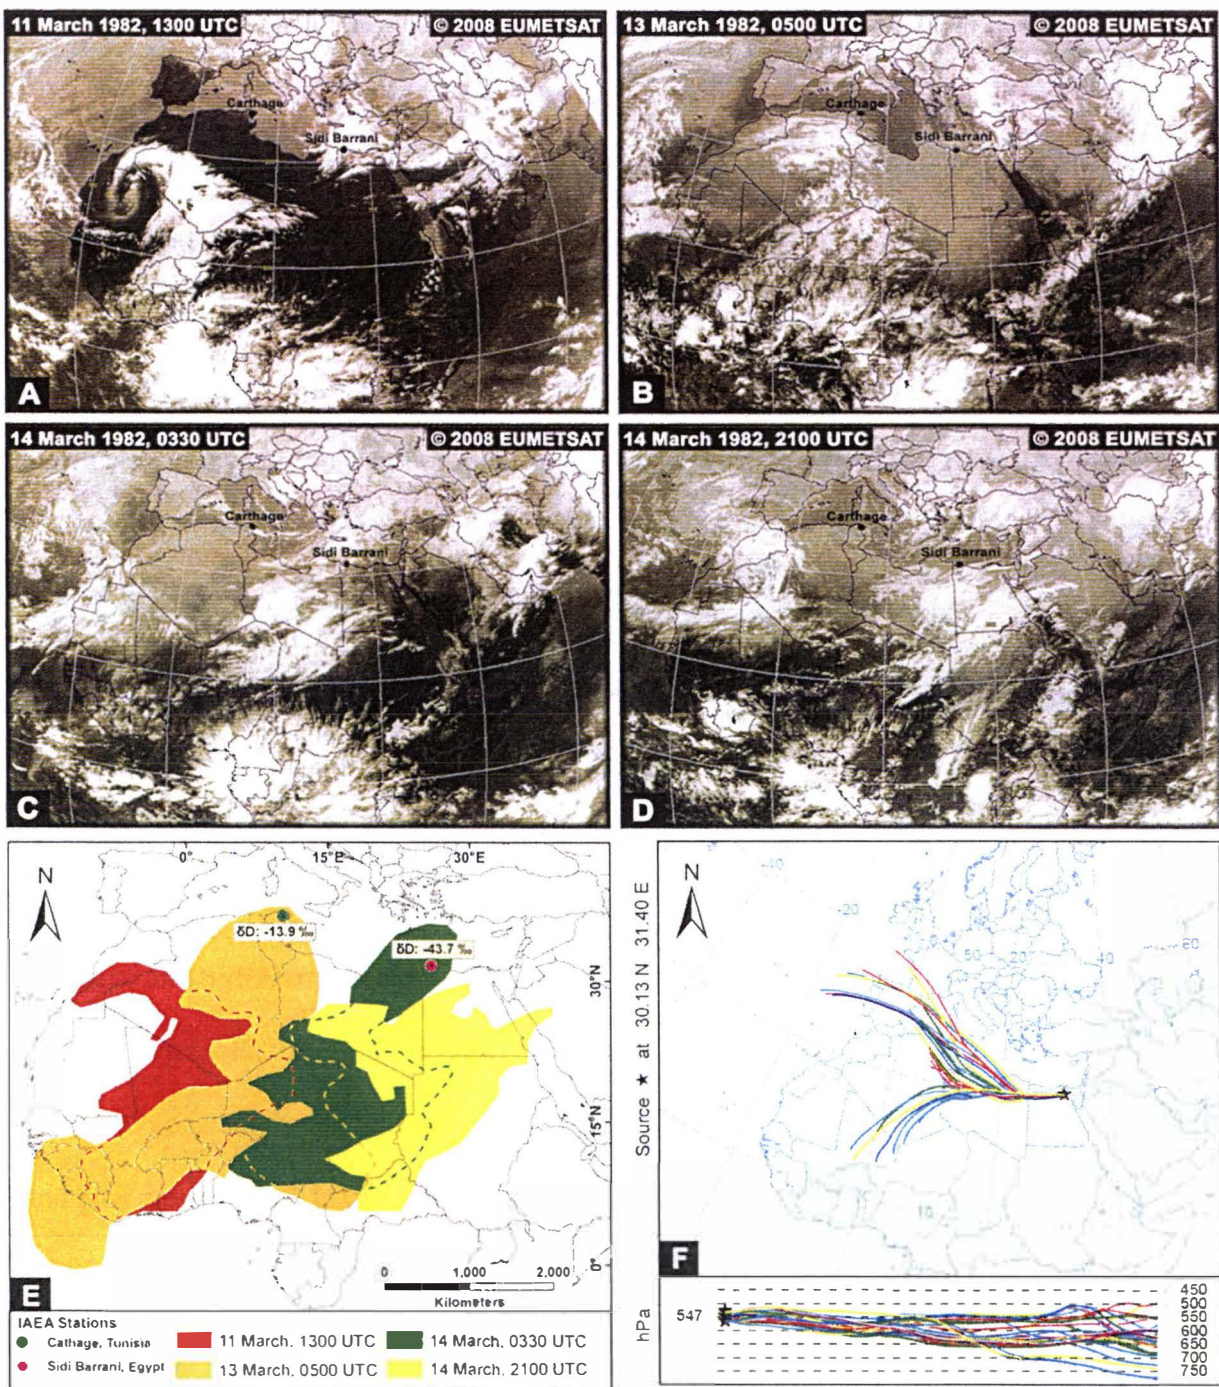 11 March 1982, 1300 UTC © 2008 EUMETSAT
Carthage
Sidi Barrani
A
13 March 1982, 0500 UTC © 2008 EUMETSAT
Carthage
Sidi Barrani
B
14 March 1982, 0330 UTC © 2008 EUMETSAT
Carthage
Sidi Barrani
C
14 March 1982, 2100 UTC © 2008 EUMETSAT
Carthage
Sidi Barrani
D
0° 15°E 30°E
N
δD: -13.9 ‰
δD: -43.7 ‰
30°N
15°N
0°
0 1,000 2,000
Kilometers
E
IAEA Stations
Cathage, Tunisia
Sidi Barrani, Egypt
11 March. 1300 UTC
13 March. 0500 UTC
14 March, 0330 UTC
14 March. 2100 UTC
Source ★ at 30.13 N 31.40 E
N
-40
-20
50
20
10
F
hPa
547
450
500
550
600
650
700
750